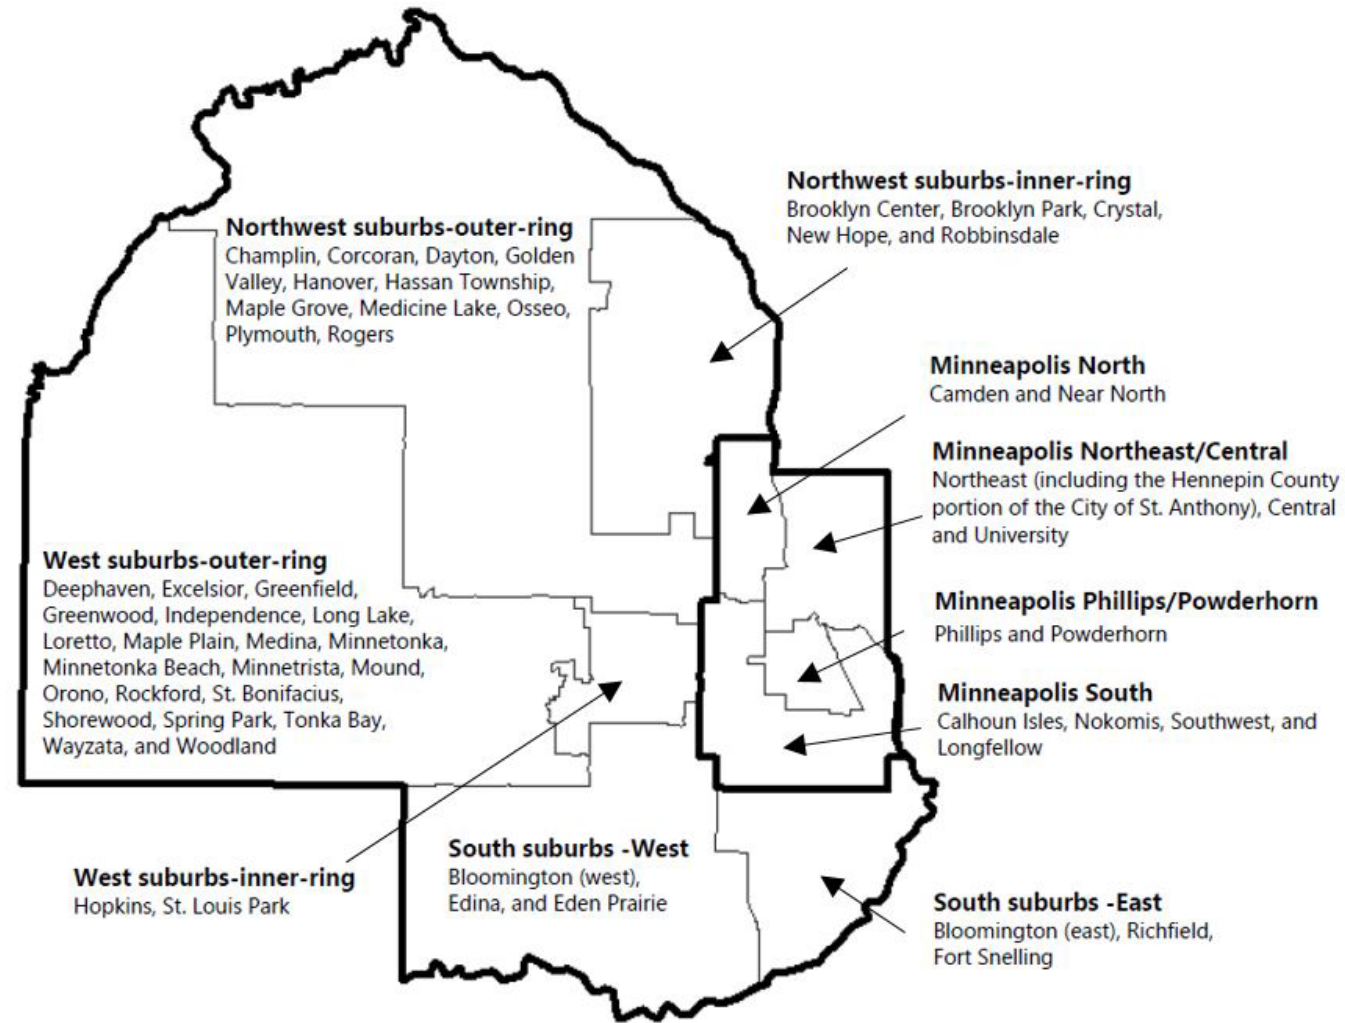 Northwest suburbs-inner-ring
Brooklyn Center, Brooklyn Park, Crystal,
New Hope, and Robbinsdale
Northwest suburbs-outer-ring
Champlin, Corcoran, Dayton, Golden
Valley, Hanover, Hassan Township,
Maple Grove, Medicine Lake, Osseo,
Plymouth, Rogers
Minneapolis North
Camden and Near North
Minneapolis Northeast/Central
Northeast (including the Hennepin County
portion of the City of St. Anthony), Central
and University
West suburbs-outer-ring
Deephaven, Excelsior, Greenfield,
Greenwood, Independence, Long Lake,
Loretto, Maple Plain, Medina, Minnetonka,
Minnetonka Beach, Minnetrista, Mound,
Orono, Rockford, St. Bonifacius,
Shorewood, Spring Park, Tonka Bay,
Wayzata, and Woodland
Minneapolis Phillips/Powderhorn
Phillips and Powderhorn
Minneapolis South
Calhoun Isles, Nokomis, Southwest, and
Longfellow
West suburbs-inner-ring
Hopkins, St. Louis Park
South suburbs -West
Bloomington (west),
Edina, and Eden Prairie
South suburbs -East
Bloomington (east), Richfield,
Fort Snelling